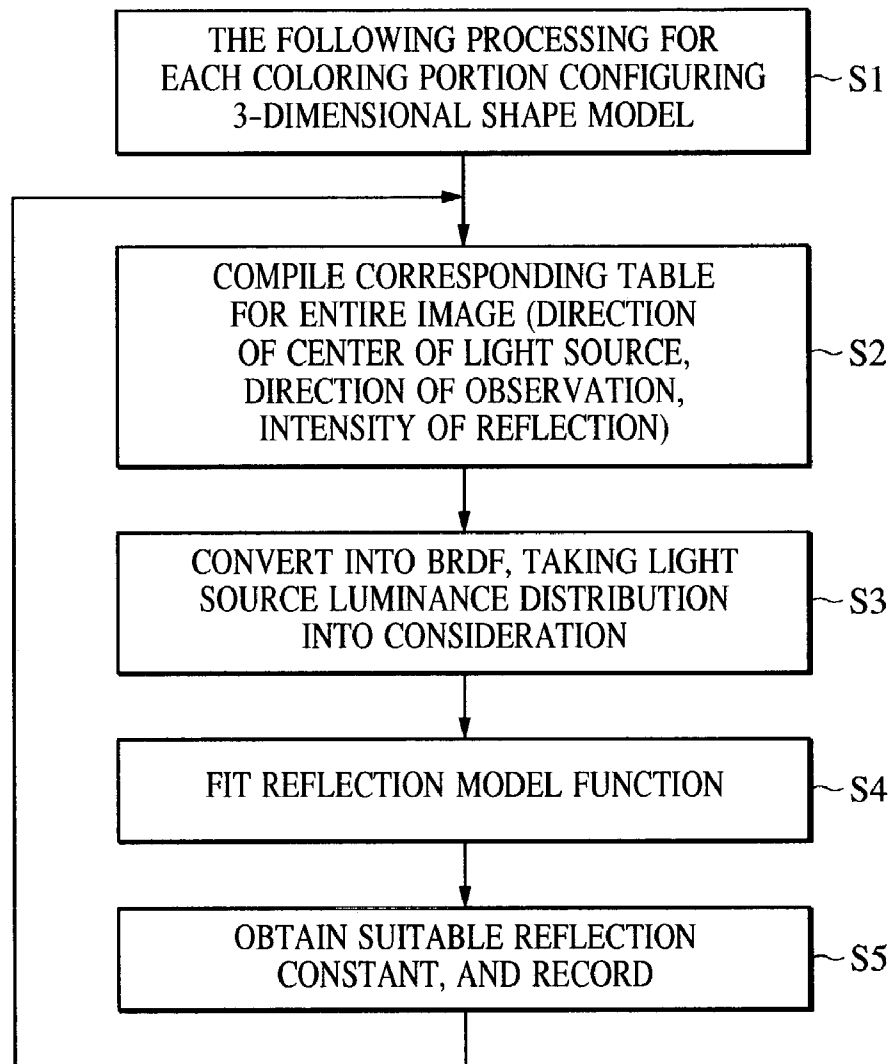 THE FOLLOWING PROCESSING FOR
EACH COLORING PORTION CONFIGURING
3-DIMENSIONAL SHAPE MODEL
S1
COMPILE CORRESPONDING TABLE
FOR ENTIRE IMAGE (DIRECTION
OF CENTER OF LIGHT SOURCE,
DIRECTION OF OBSERVATION,
INTENSITY OF REFLECTION)
S2
CONVERT INTO BRDF, TAKING LIGHT
SOURCE LUMINANCE DISTRIBUTION
INTO CONSIDERATION
S3
FIT REFLECTION MODEL FUNCTION
S4
OBTAIN SUITABLE REFLECTION
CONSTANT, AND RECORD
S5